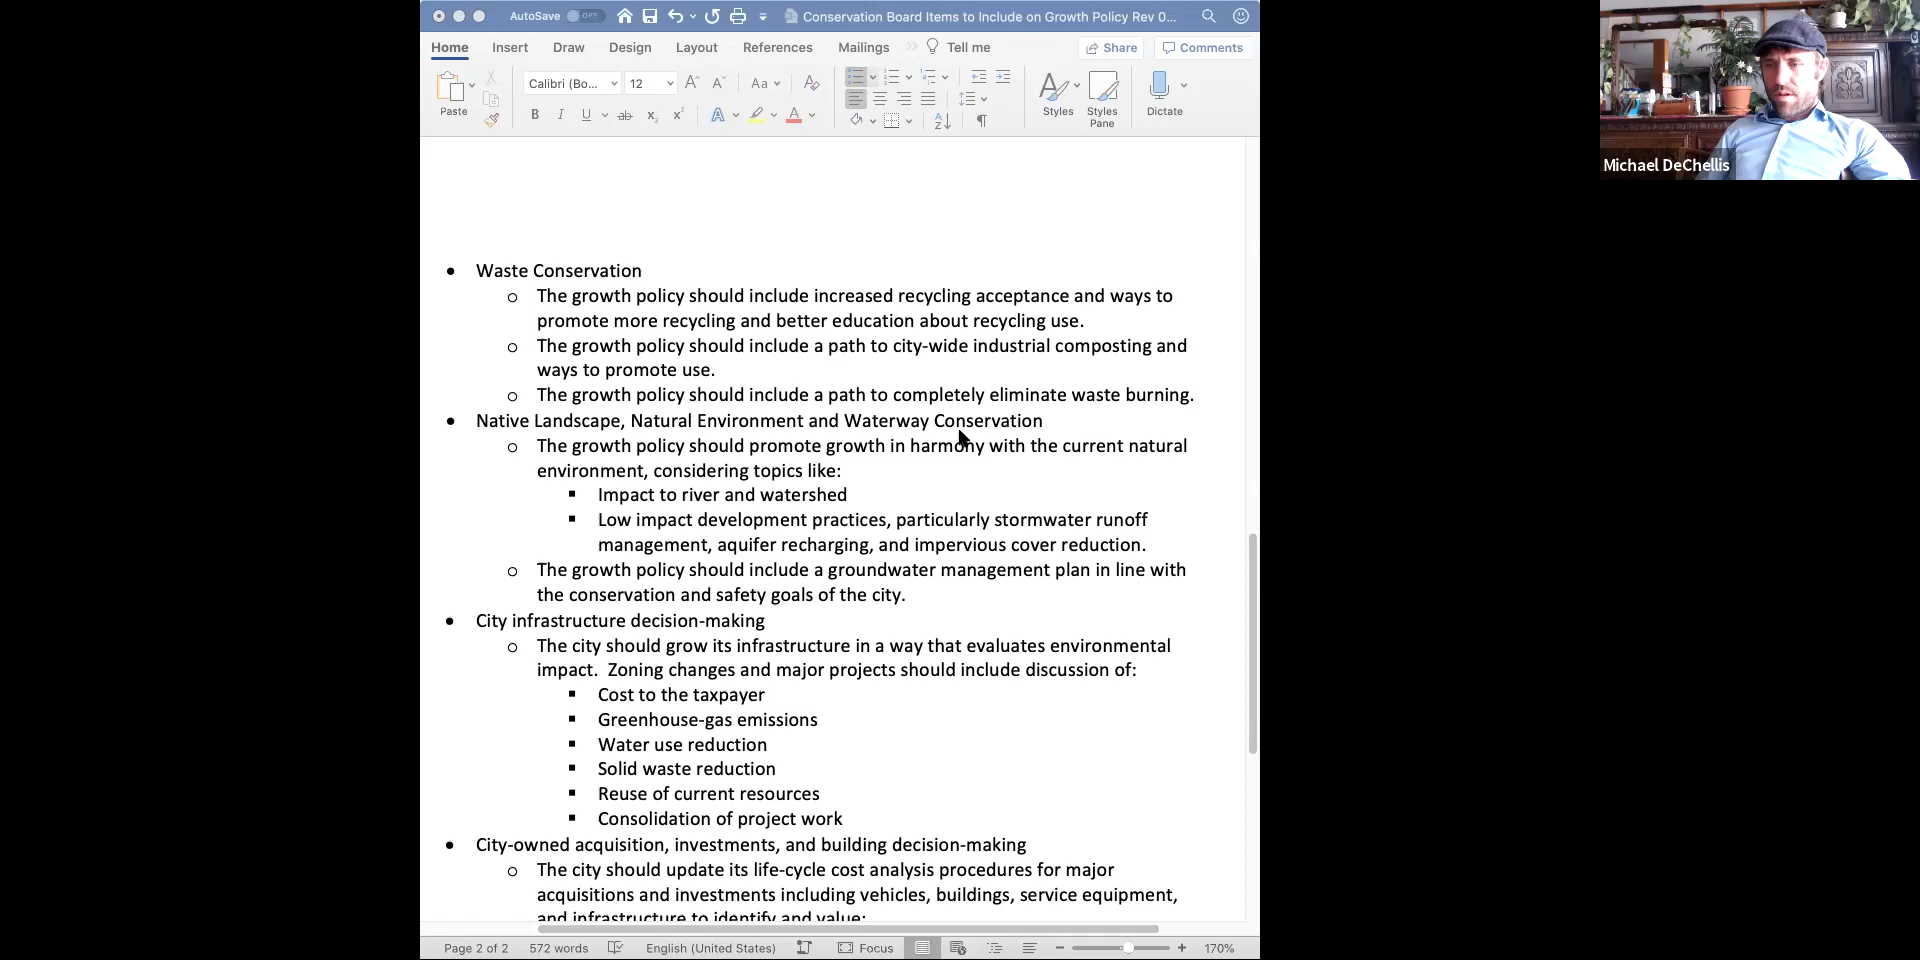 AutoSave OFF Conservation Board Items to Include on Growth Policy Rev 0...
Home Insert Draw Design Layout References Mailings Tell me Share Comments
Calibri (Bo... 12 Aa
Paste B I U ab x₂ x² A A Styles Styles Pane Dictate
Michael DeChellis
• Waste Conservation
o The growth policy should include increased recycling acceptance and ways to
promote more recycling and better education about recycling use.
o The growth policy should include a path to city-wide industrial composting and
ways to promote use.
o The growth policy should include a path to completely eliminate waste burning.
• Native Landscape, Natural Environment and Waterway Conservation
o The growth policy should promote growth in harmony with the current natural
environment, considering topics like:
▪ Impact to river and watershed
▪ Low impact development practices, particularly stormwater runoff
management, aquifer recharging, and impervious cover reduction.
o The growth policy should include a groundwater management plan in line with
the conservation and safety goals of the city.
• City infrastructure decision-making
o The city should grow its infrastructure in a way that evaluates environmental
impact.  Zoning changes and major projects should include discussion of:
▪ Cost to the taxpayer
▪ Greenhouse-gas emissions
▪ Water use reduction
▪ Solid waste reduction
▪ Reuse of current resources
▪ Consolidation of project work
• City-owned acquisition, investments, and building decision-making
o The city should update its life-cycle cost analysis procedures for major
acquisitions and investments including vehicles, buildings, service equipment,
and infrastructure to identify and value:
Page 2 of 2 572 words English (United States) Focus 170%